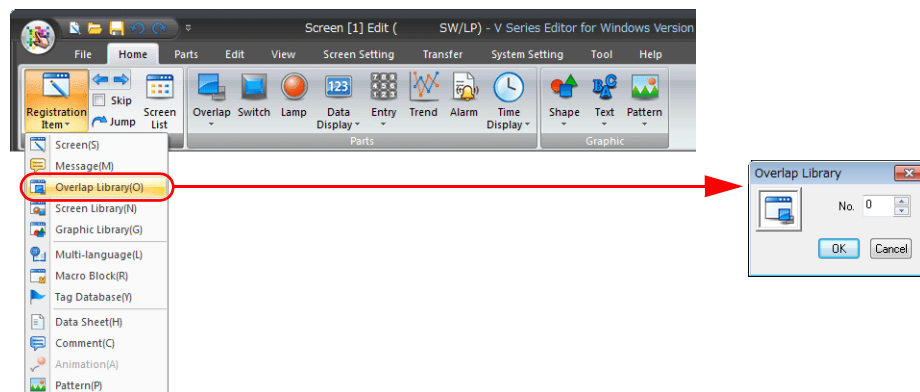 Screen [1] Edit ( SW/LP) - V Series Editor for Windows Version
File Home Parts Edit View Screen Setting Transfer System Setting Tool Help
Registration Item
Skip
Jump
Screen List
Overlap Switch Lamp Data Display Entry Trend Alarm Time Display Shape Text Pattern
123
Parts Graphic
Screen(S)
Message(M)
Overlap Library(O)
Screen Library(N)
Graphic Library(G)
Multi-language(L)
Macro Block(R)
Tag Database(Y)
Data Sheet(H)
Comment(C)
Animation(A)
Pattern(P)
Overlap Library
No. 0
OK Cancel